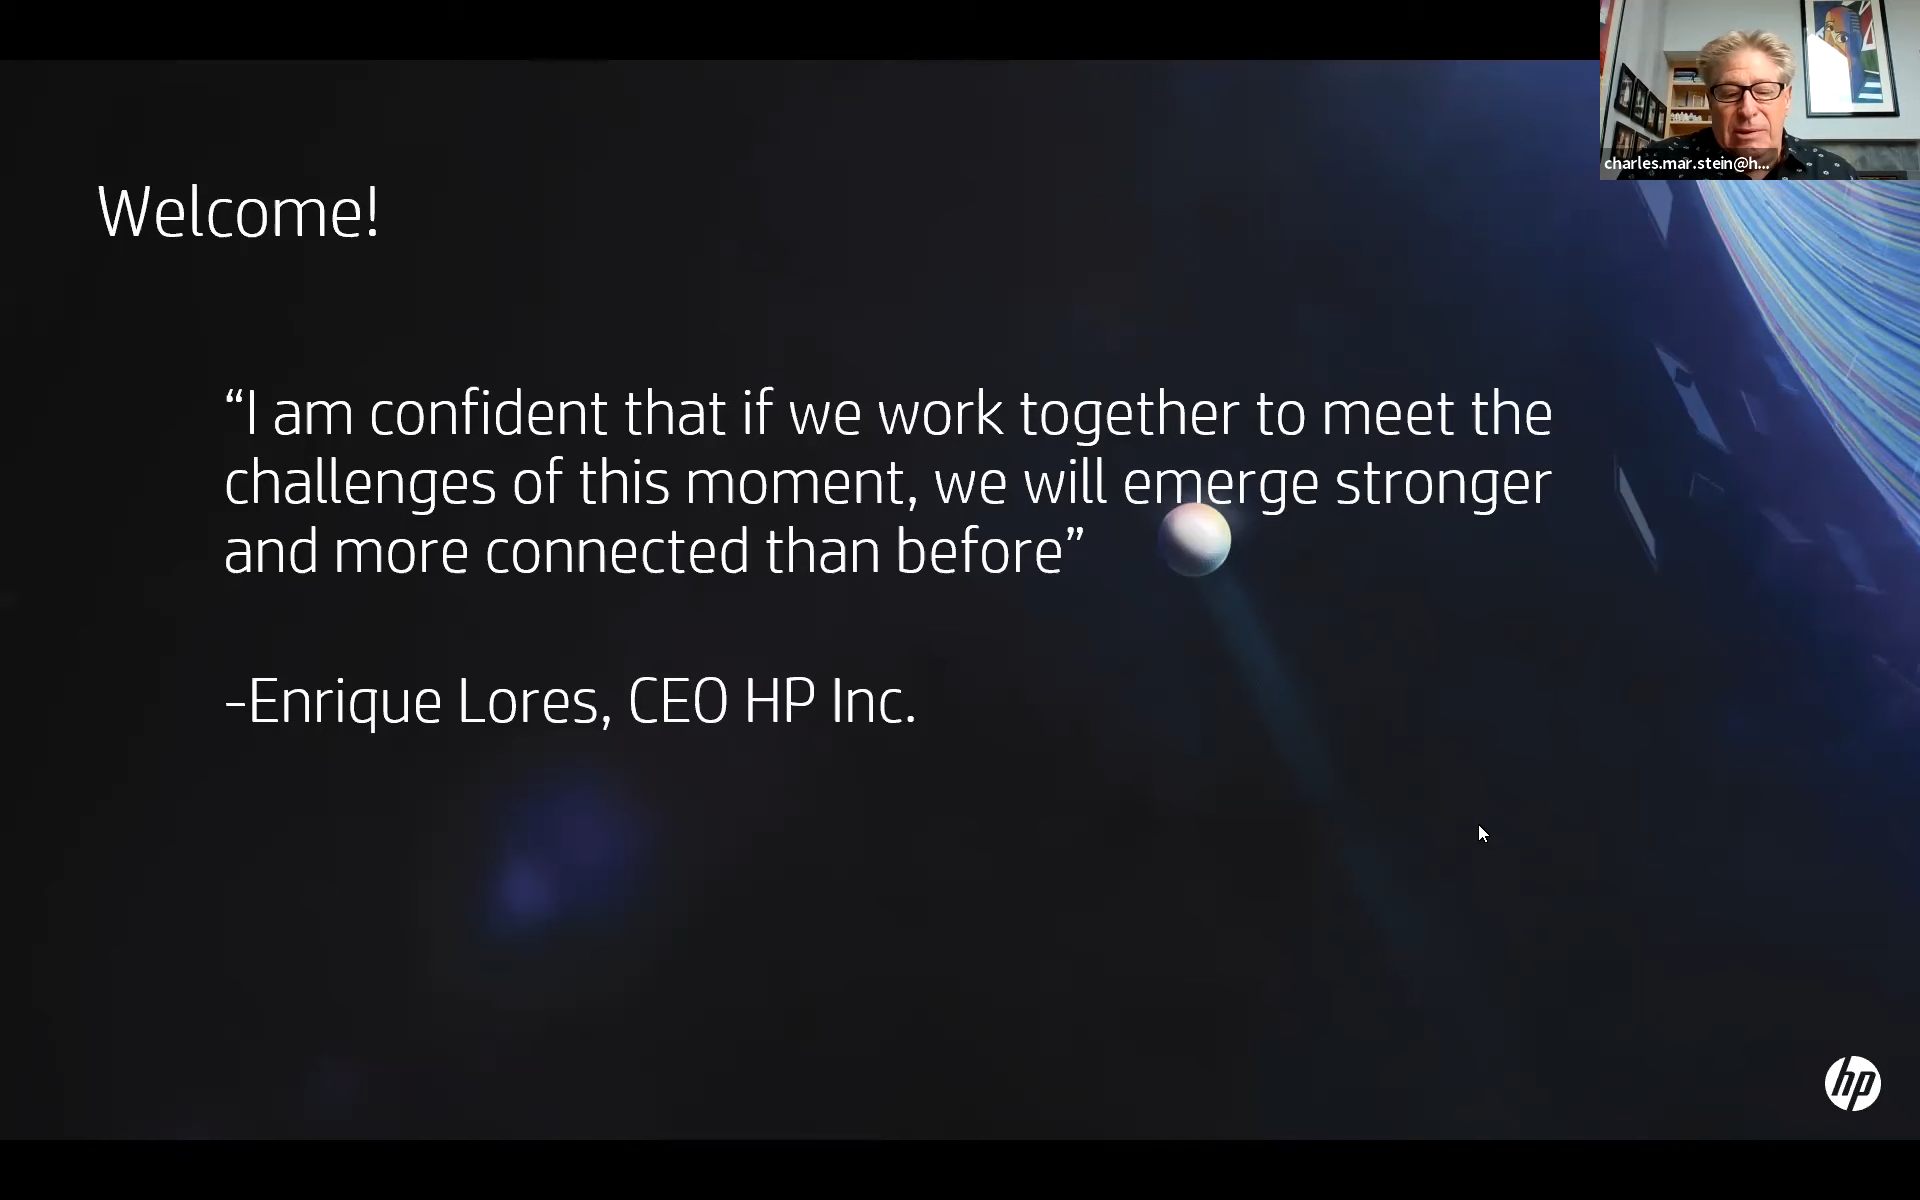 charles.mar.stein@h...
Welcome!
“I am confident that if we work together to meet the
challenges of this moment, we will emerge stronger
and more connected than before”
-Enrique Lores, CEO HP Inc.
hp